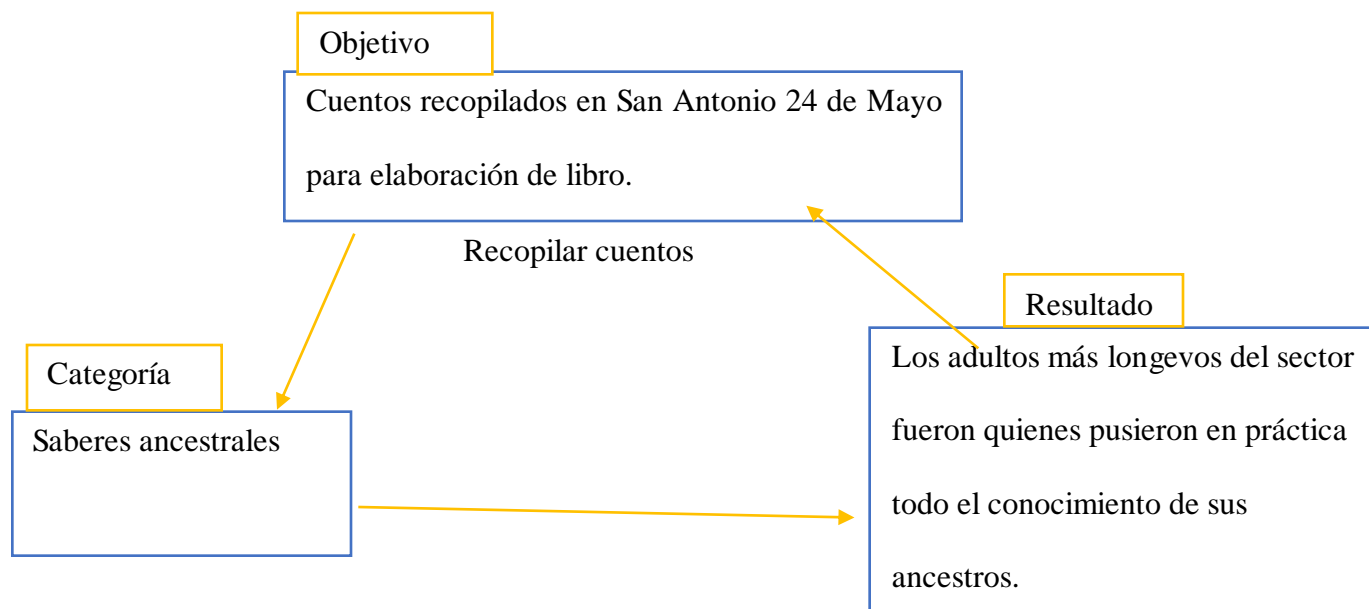 Objetivo
Cuentos recopilados en San Antonio 24 de Mayo
para elaboración de libro.
Recopilar cuentos
Categoría
Saberes ancestrales
Resultado
Los adultos más longevos del sector
fueron quienes pusieron en práctica
todo el conocimiento de sus
ancestros.